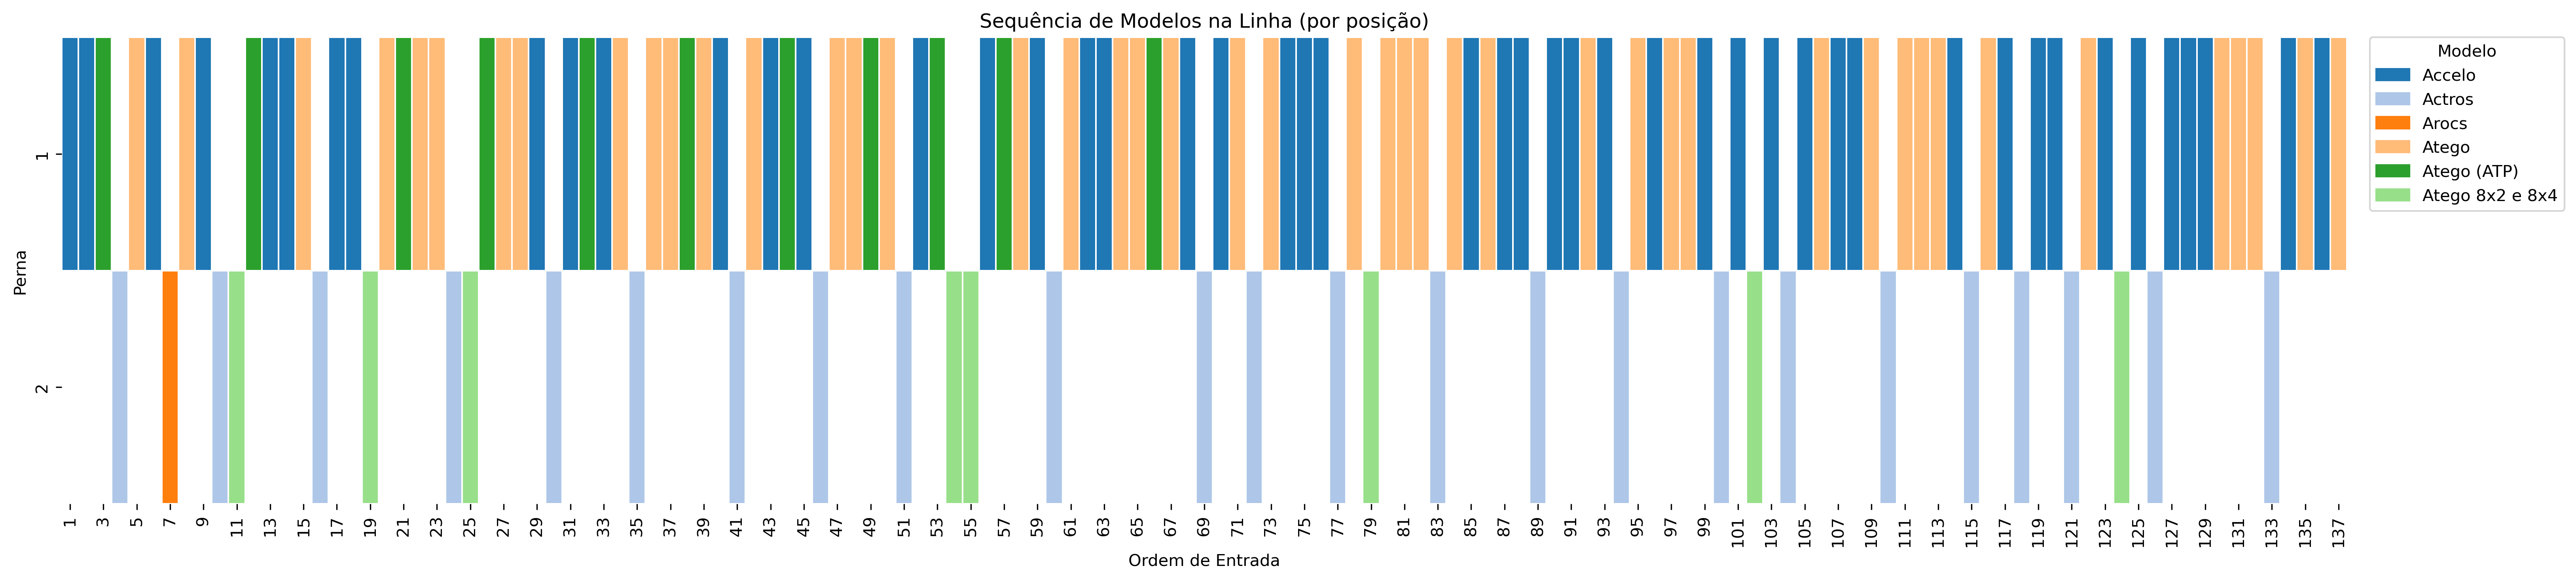 Sequência de Modelos na Linha (por posição)
Modelo
Accelo
Actros
Arocs
Atego
Atego (ATP)
Atego 8x2 e 8x4
Perna
1
2
1 3 5 7 9 11 13 15 17 19 21 23 25 27 29 31 33 35 37 39 41 43 45 47 49 51 53 55 57 59 61 63 65 67 69 71 73 75 77 79 81 83 85 87 89 91 93 95 97 99 101 103 105 107 109 111 113 115 117 119 121 123 125 127 129 131 133 135 137
Ordem de Entrada